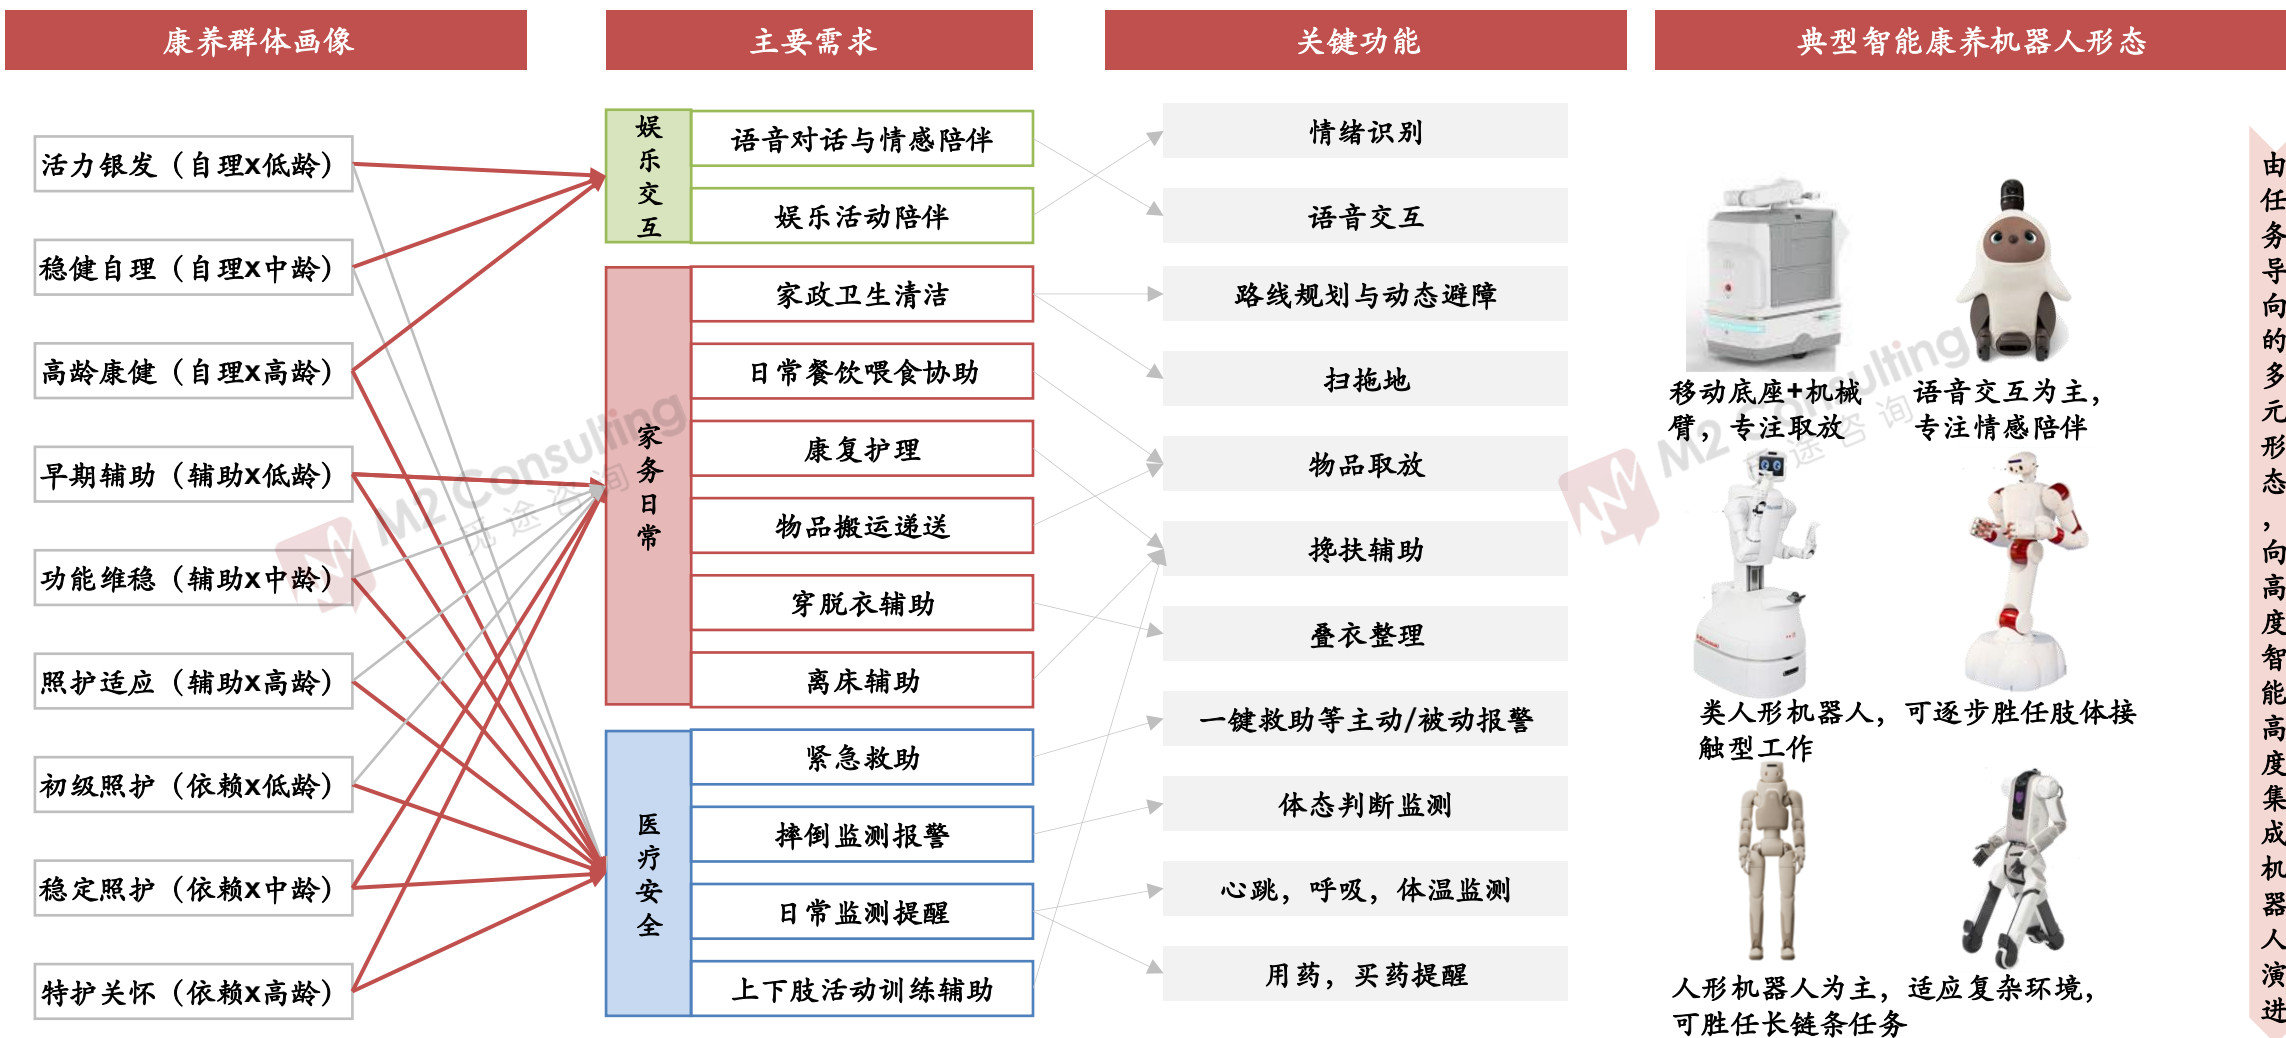 康养群体画像
主要需求
关键功能
典型智能康养机器人形态
活力银发（自理x低龄）
稳健自理（自理x中龄）
高龄康健（自理x高龄）
早期辅助（辅助x低龄）
功能维稳（辅助x中龄）
照护适应（辅助x高龄）
初级照护（依赖x低龄）
稳定照护（依赖x中龄）
特护关怀（依赖x高龄）
娱乐交互
语音对话与情感陪伴
娱乐活动陪伴
家务日常
家政卫生清洁
日常餐饮喂食协助
康复护理
物品搬运递送
穿脱衣辅助
离床辅助
医疗安全
紧急救助
摔倒监测报警
日常监测提醒
上下肢活动训练辅助
情绪识别
语音交互
路线规划与动态避障
扫拖地
物品取放
搀扶辅助
叠衣整理
一键救助等主动/被动报警
体态判断监测
心跳，呼吸，体温监测
用药，买药提醒
移动底座+机械
臂，专注取放
语音交互为主，
专注情感陪伴
类人形机器人，可逐步胜任肢体接
触型工作
人形机器人为主，适应复杂环境，
可胜任长链条任务
由任务导向的多元形态，向高度智能高度集成机器人演进
M2 Consulting
觅途咨询
M2 Consulting
觅途咨询